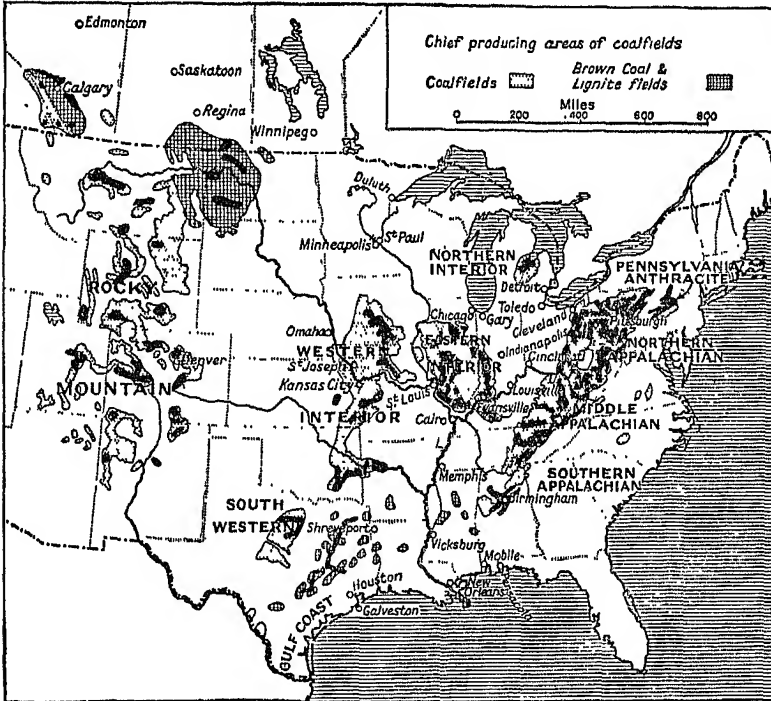 Edmonton
Chief producing areas of coalfields
Coalfields
Brown Coal &
Lignite fields
Miles
0 200 400 600 800
Calgary
Saskatoon
Regina
Winnipeg
Duluth
St Paul
Minneapolis
NORTHERN
INTERIOR
Detroit
PENNSYLVANIA
ANTHRACITE
Toledo
Cleveland
Pittsburgh
ROCKY
Chicago
Gary
Omaha
WESTERN
EASTERN
INTERIOR
Indianapolis
Cincinnati
NORTHERN
APPALACHIAN
Denver
St Joseph
MOUNTAIN
Kansas City
INTERIOR
St Louis
Louisville
Evansville
MIDDLE
APPALACHIAN
Cairo
Memphis
SOUTHERN
APPALACHIAN
Birmingham
SOUTH
WESTERN
Shreveport
Vicksburg
Mobile
New
Orleans
Houston
Galveston
GULF COAST